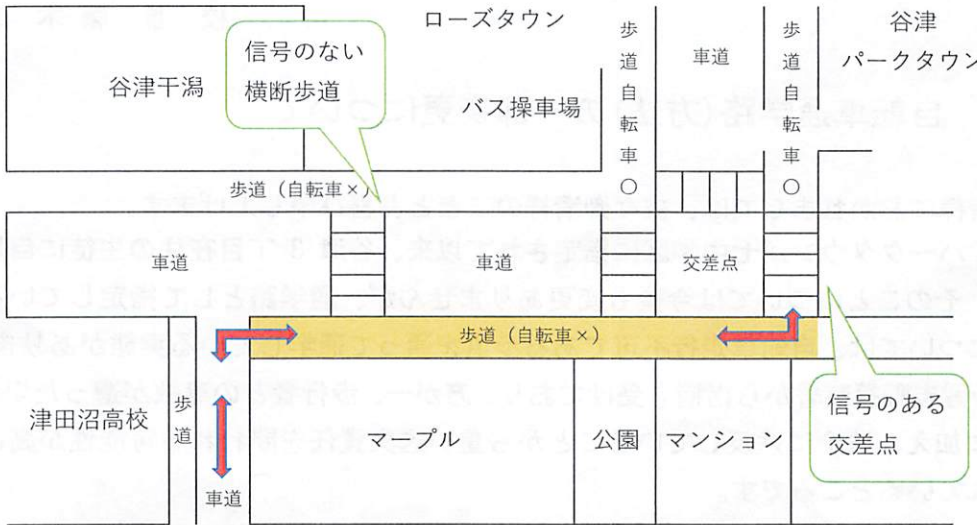 ローズタウン
谷津
パークタウン
谷津干潟
信号のない
横断歩道
バス操車場
歩道自転車○
車道
歩道自転車○
歩道（自転車×）
車道
車道
交差点
歩道（自転車×）
津田沼高校
歩道
車道
マープル
公園
マンション
信号のある
交差点